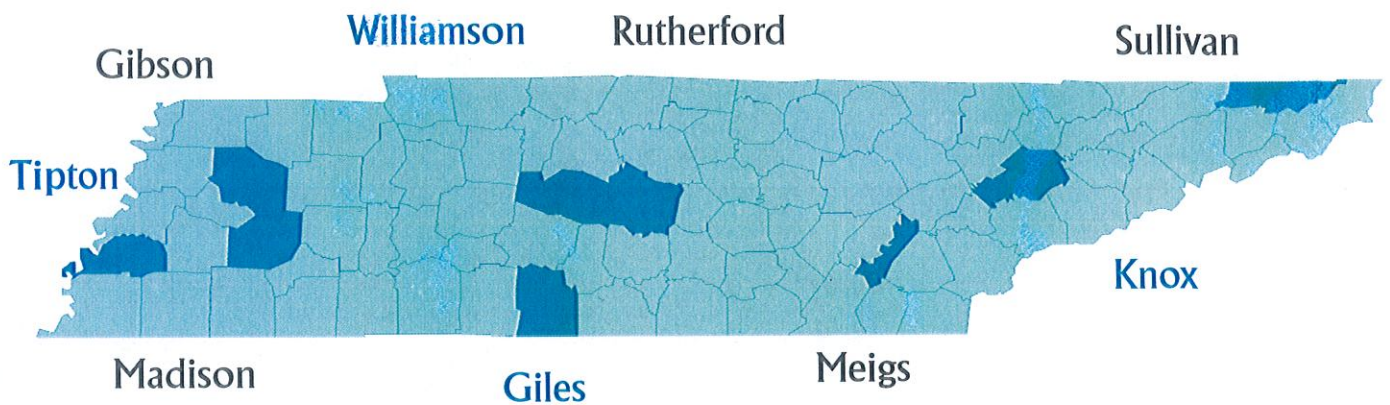 Williamson
Rutherford
Sullivan
Gibson
Tipton
Knox
Madison
Giles
Meigs